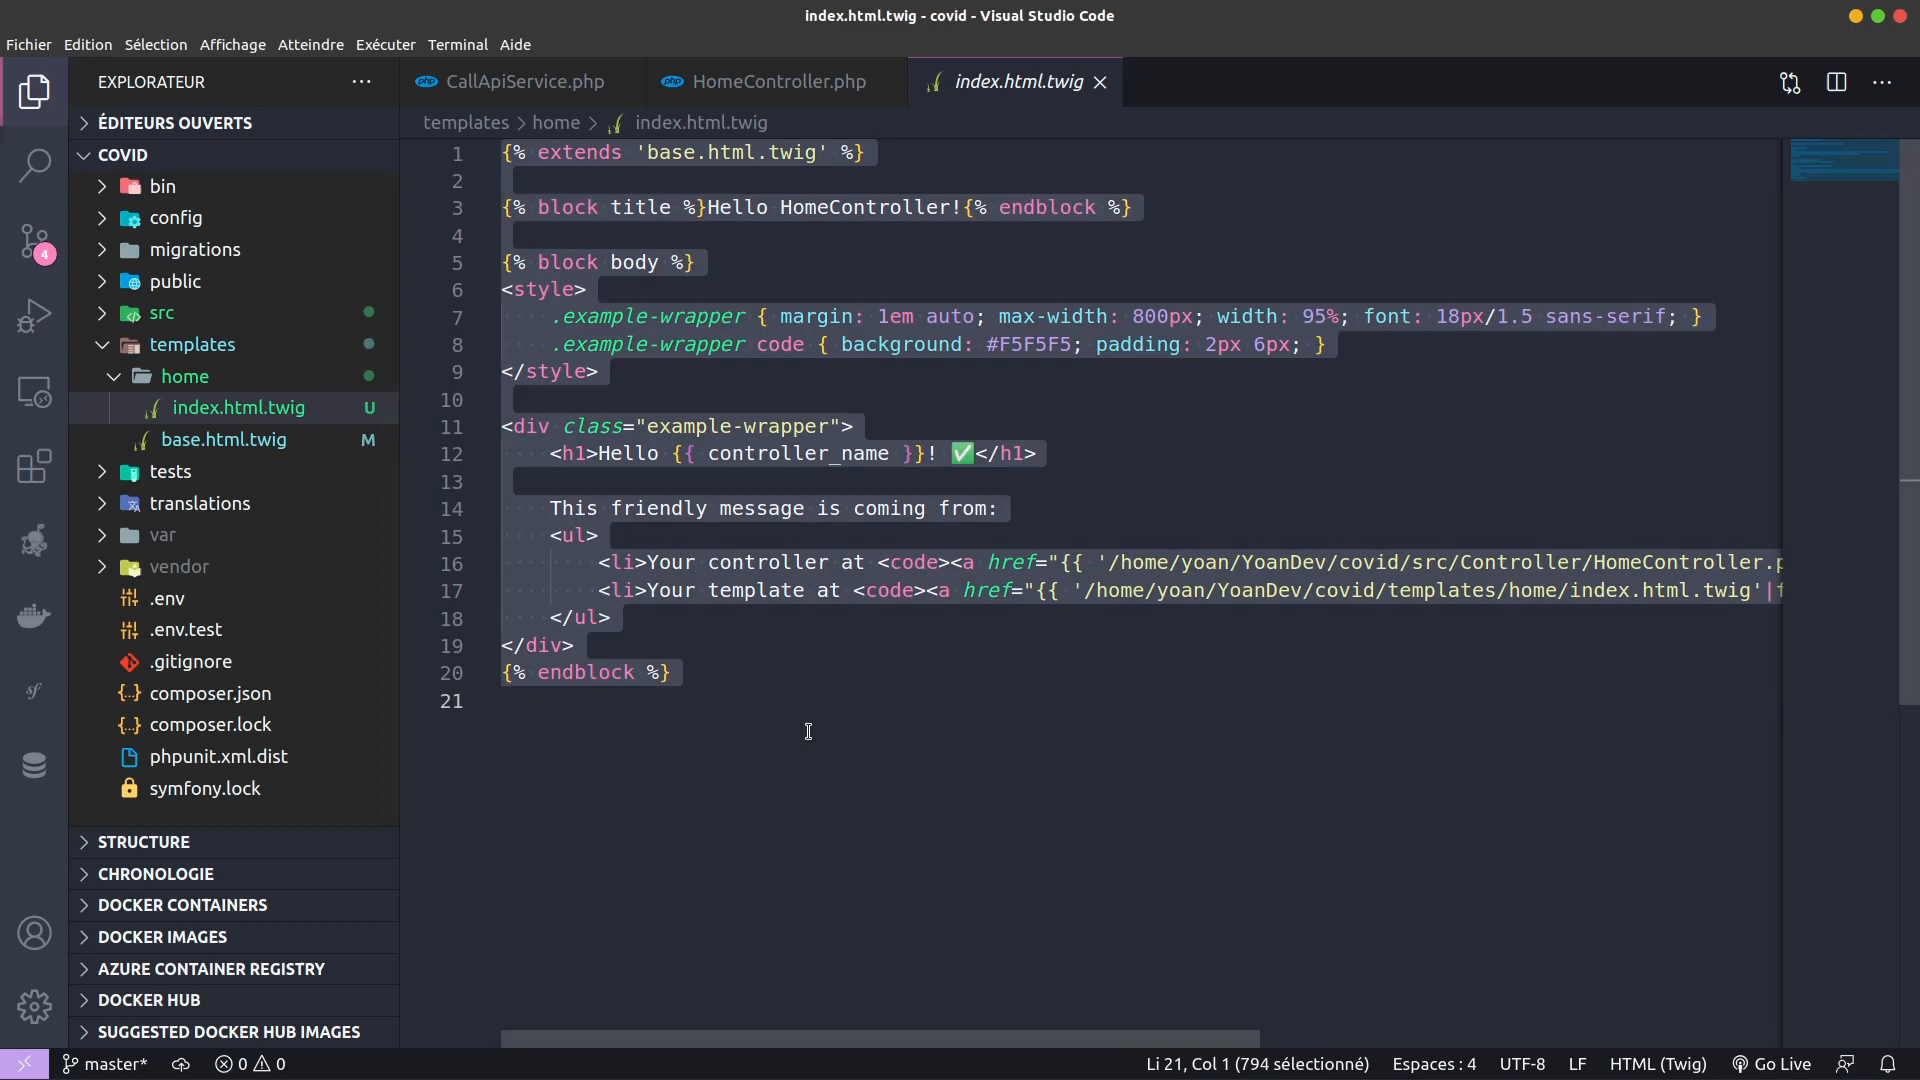 index.html.twig - covid - Visual Studio Code
Fichier Edition Sélection Affichage Atteindre Exécuter Terminal Aide
EXPLORATEUR
ÉDITEURS OUVERTS
COVID
bin
config
migrations
public
src
templates
home
index.html.twig U
base.html.twig M
tests
translations
var
vendor
.env
.env.test
.gitignore
composer.json
composer.lock
phpunit.xml.dist
symfony.lock
STRUCTURE
CHRONOLOGIE
DOCKER CONTAINERS
DOCKER IMAGES
AZURE CONTAINER REGISTRY
DOCKER HUB
SUGGESTED DOCKER HUB IMAGES
4
php CallApiService.php php HomeController.php index.html.twig
templates > home > index.html.twig
1 {% extends 'base.html.twig' %}
2
3 {% block title %}Hello HomeController!{% endblock %}
4
5 {% block body %}
6 <style>
7 .example-wrapper { margin: 1em auto; max-width: 800px; width: 95%; font: 18px/1.5 sans-serif; }
8 .example-wrapper code { background: #F5F5F5; padding: 2px 6px; }
9 </style>
10
11 <div class="example-wrapper">
12 <h1>Hello {{ controller_name }}! ✅</h1>
13
14 This friendly message is coming from:
15 <ul>
16 <li>Your controller at <code><a href="{{ '/home/yoan/YoanDev/covid/src/Controller/HomeController.p
17 <li>Your template at <code><a href="{{ '/home/yoan/YoanDev/covid/templates/home/index.html.twig'|f
18 </ul>
19 </div>
20 {% endblock %}
21
master* 0 0 Li 21, Col 1 (794 sélectionné) Espaces : 4 UTF-8 LF HTML (Twig) Go Live